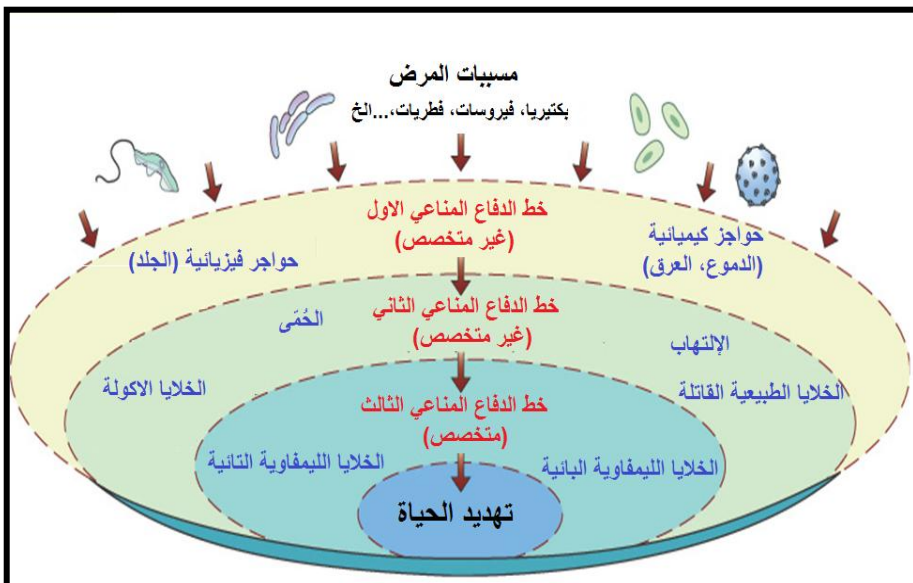 مسببات المرض
بكتيريا، فيروسات، فطريات،...الخ
خط الدفاع المناعي الاول
(غير متخصص)
حواجز كيميائية
(الدموع، العرق)
حواجر فيزيائية (الجلد)
خط الدفاع المناعي الثاني
(غير متخصص)
الحُمّى
الإلتهاب
الخلايا الطبيعية القاتلة
الخلايا الاكولة
خط الدفاع المناعي الثالث
(متخصص)
الخلايا الليمفاوية البائية
الخلايا الليمفاوية التائية
تهديد الحياة